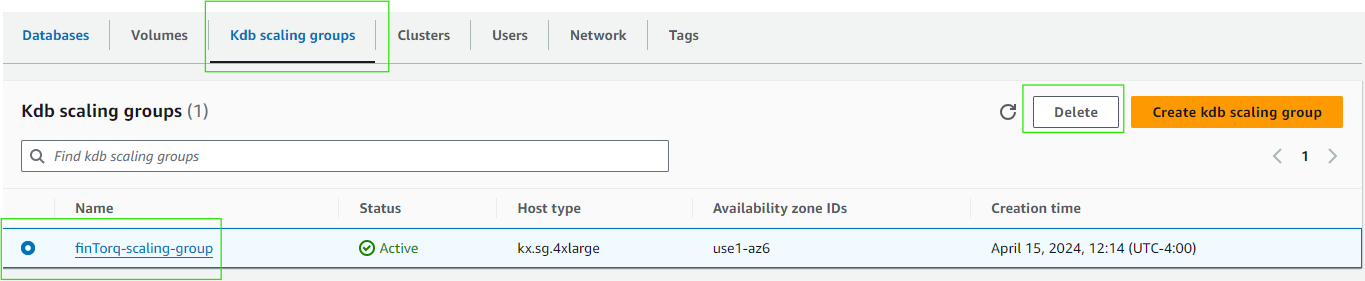 Databases Volumes Kdb scaling groups Clusters Users Network Tags
Kdb scaling groups (1) Delete Create kdb scaling group
Find kdb scaling groups 1
Name Status Host type Availability zone IDs Creation time
finTorq-scaling-group Active kx.sg.4xlarge use1-az6 April 15, 2024, 12:14 (UTC-4:00)